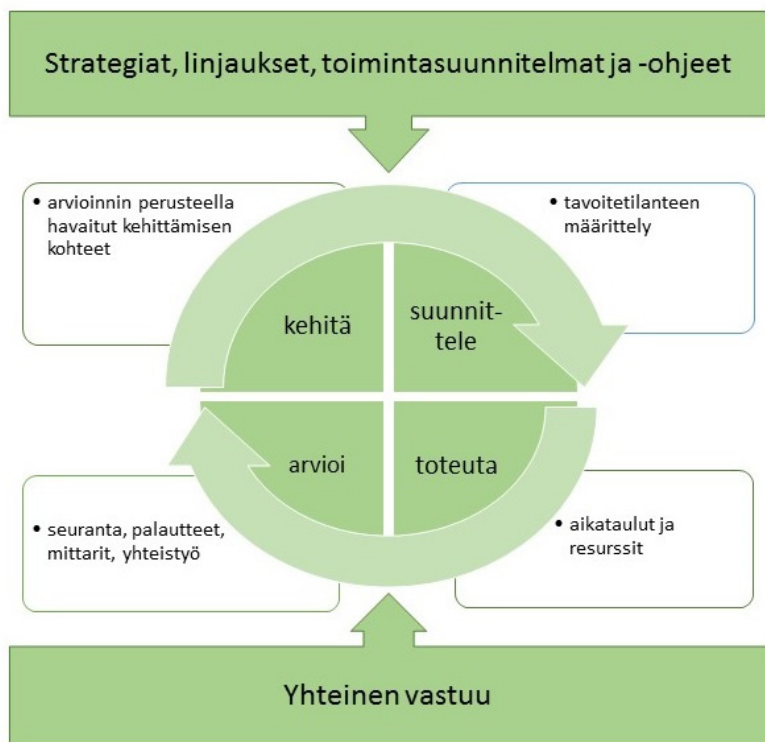 Strategiat, linjaukset, toimintasuunnitelmat ja -ohjeet
• arvioinnin perusteella
havaitut kehittämisen
kohteet
• tavoitetilanteen
määrittely
kehitä
suunnit-
tele
arvioi
toteuta
• seuranta, palautteet,
mittarit, yhteistyö
• aikataulut ja
resurssit
Yhteinen vastuu